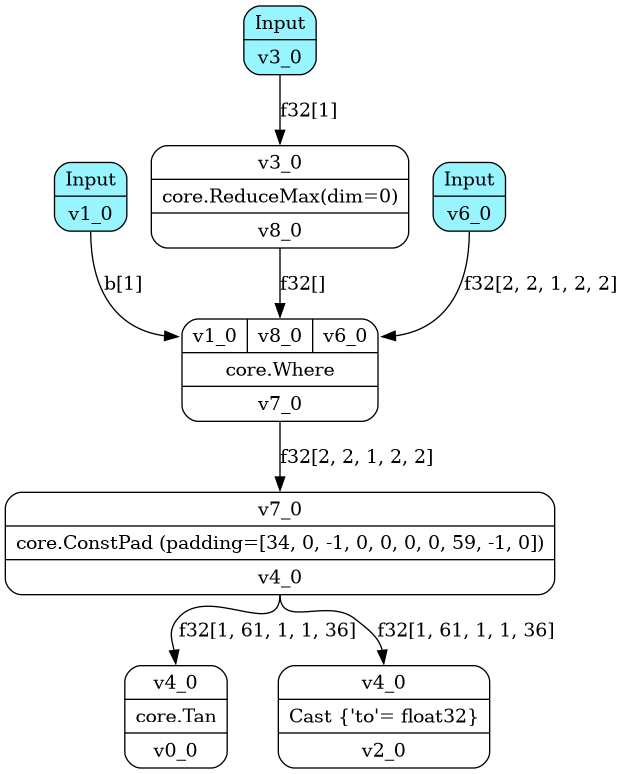 Input
v3_0
f32[1]
v3_0
core.ReduceMax(dim=0)
v8_0
Input
v1_0
Input
v6_0
b[1]
f32[]
f32[2, 2, 1, 2, 2]
v1_0 v8_0 v6_0
core.Where
v7_0
f32[2, 2, 1, 2, 2]
v7_0
core.ConstPad (padding=[34, 0, -1, 0, 0, 0, 0, 59, -1, 0])
v4_0
f32[1, 61, 1, 1, 36]
f32[1, 61, 1, 1, 36]
v4_0
core.Tan
v0_0
v4_0
Cast {'to'= float32}
v2_0